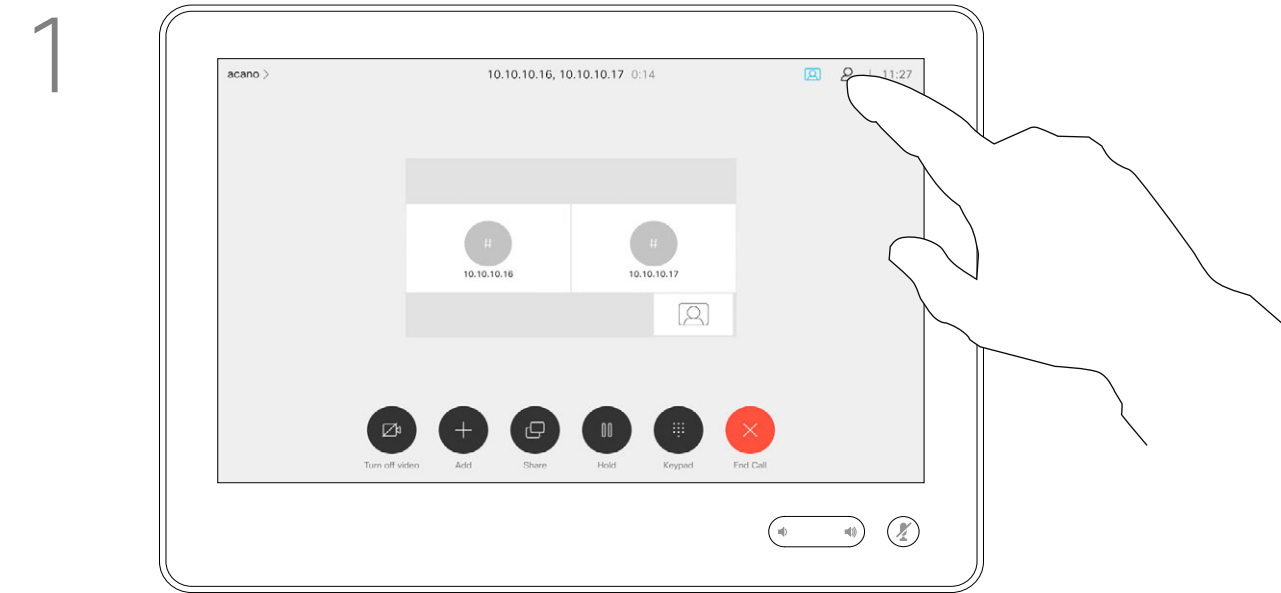 1
acano >
10.10.10.16, 10.10.10.17 0:14
11:27
#
#
10.10.10.16
10.10.10.17
Turn off video
Add
Share
Hold
Keypad
End Call